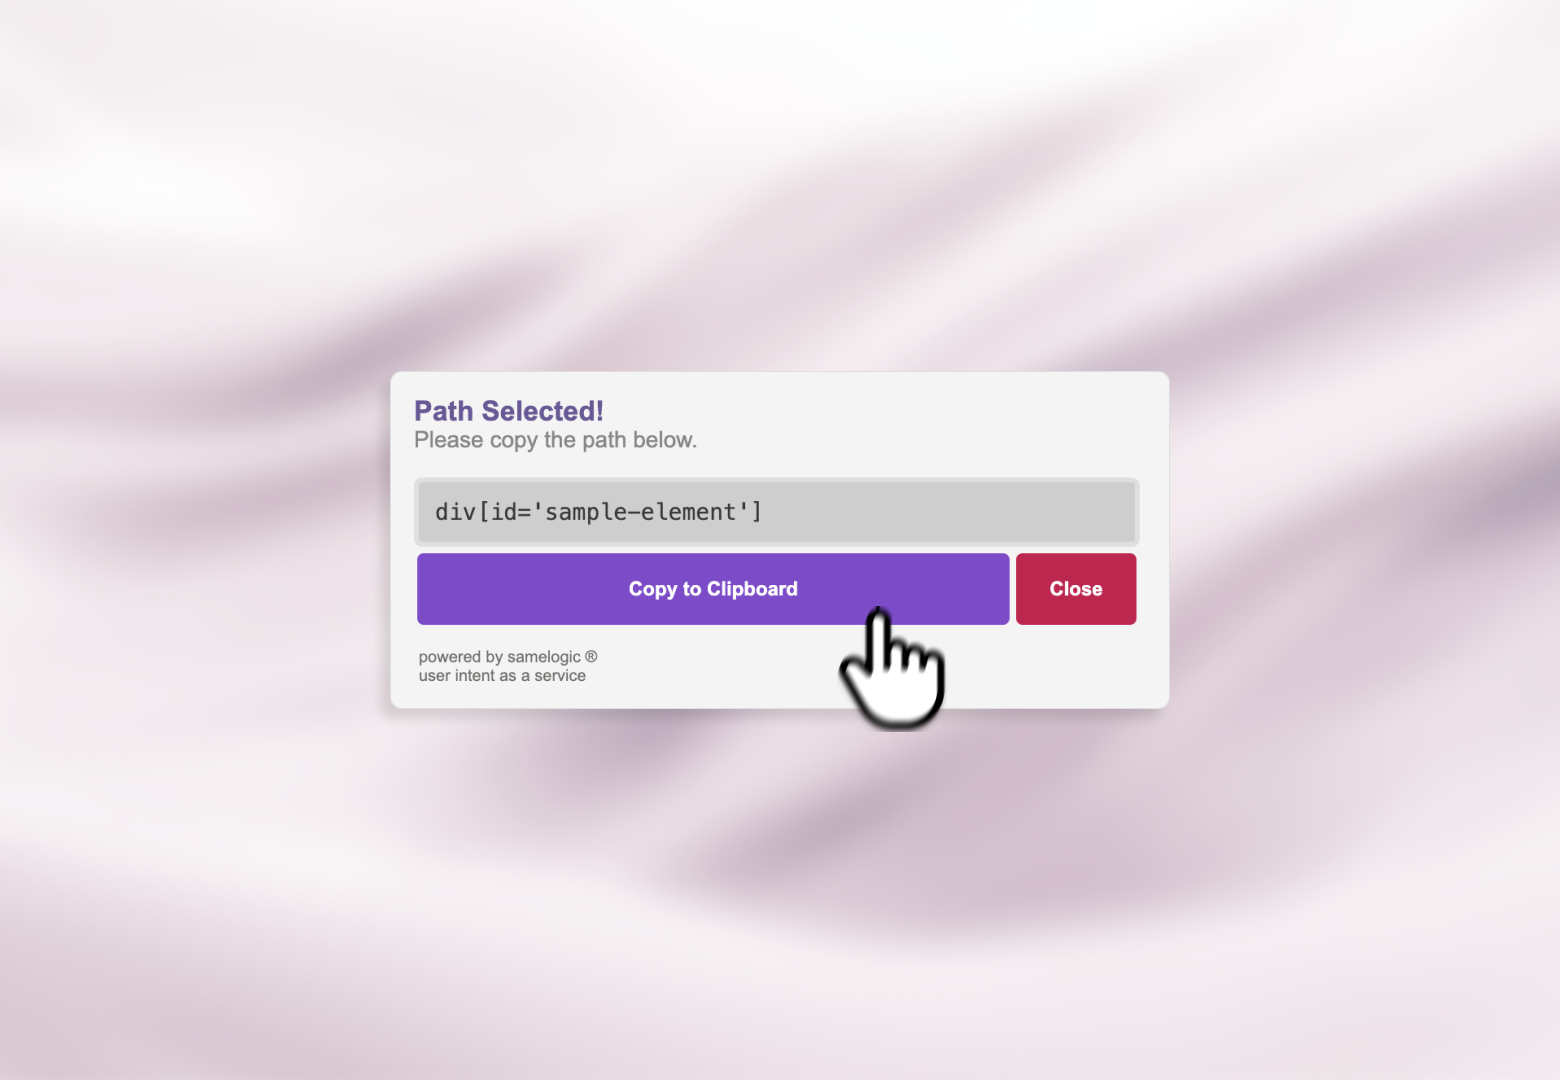 Path Selected!
Please copy the path below.
div[id='sample-element']
Copy to Clipboard
Close
powered by samelogic ®
user intent as a service